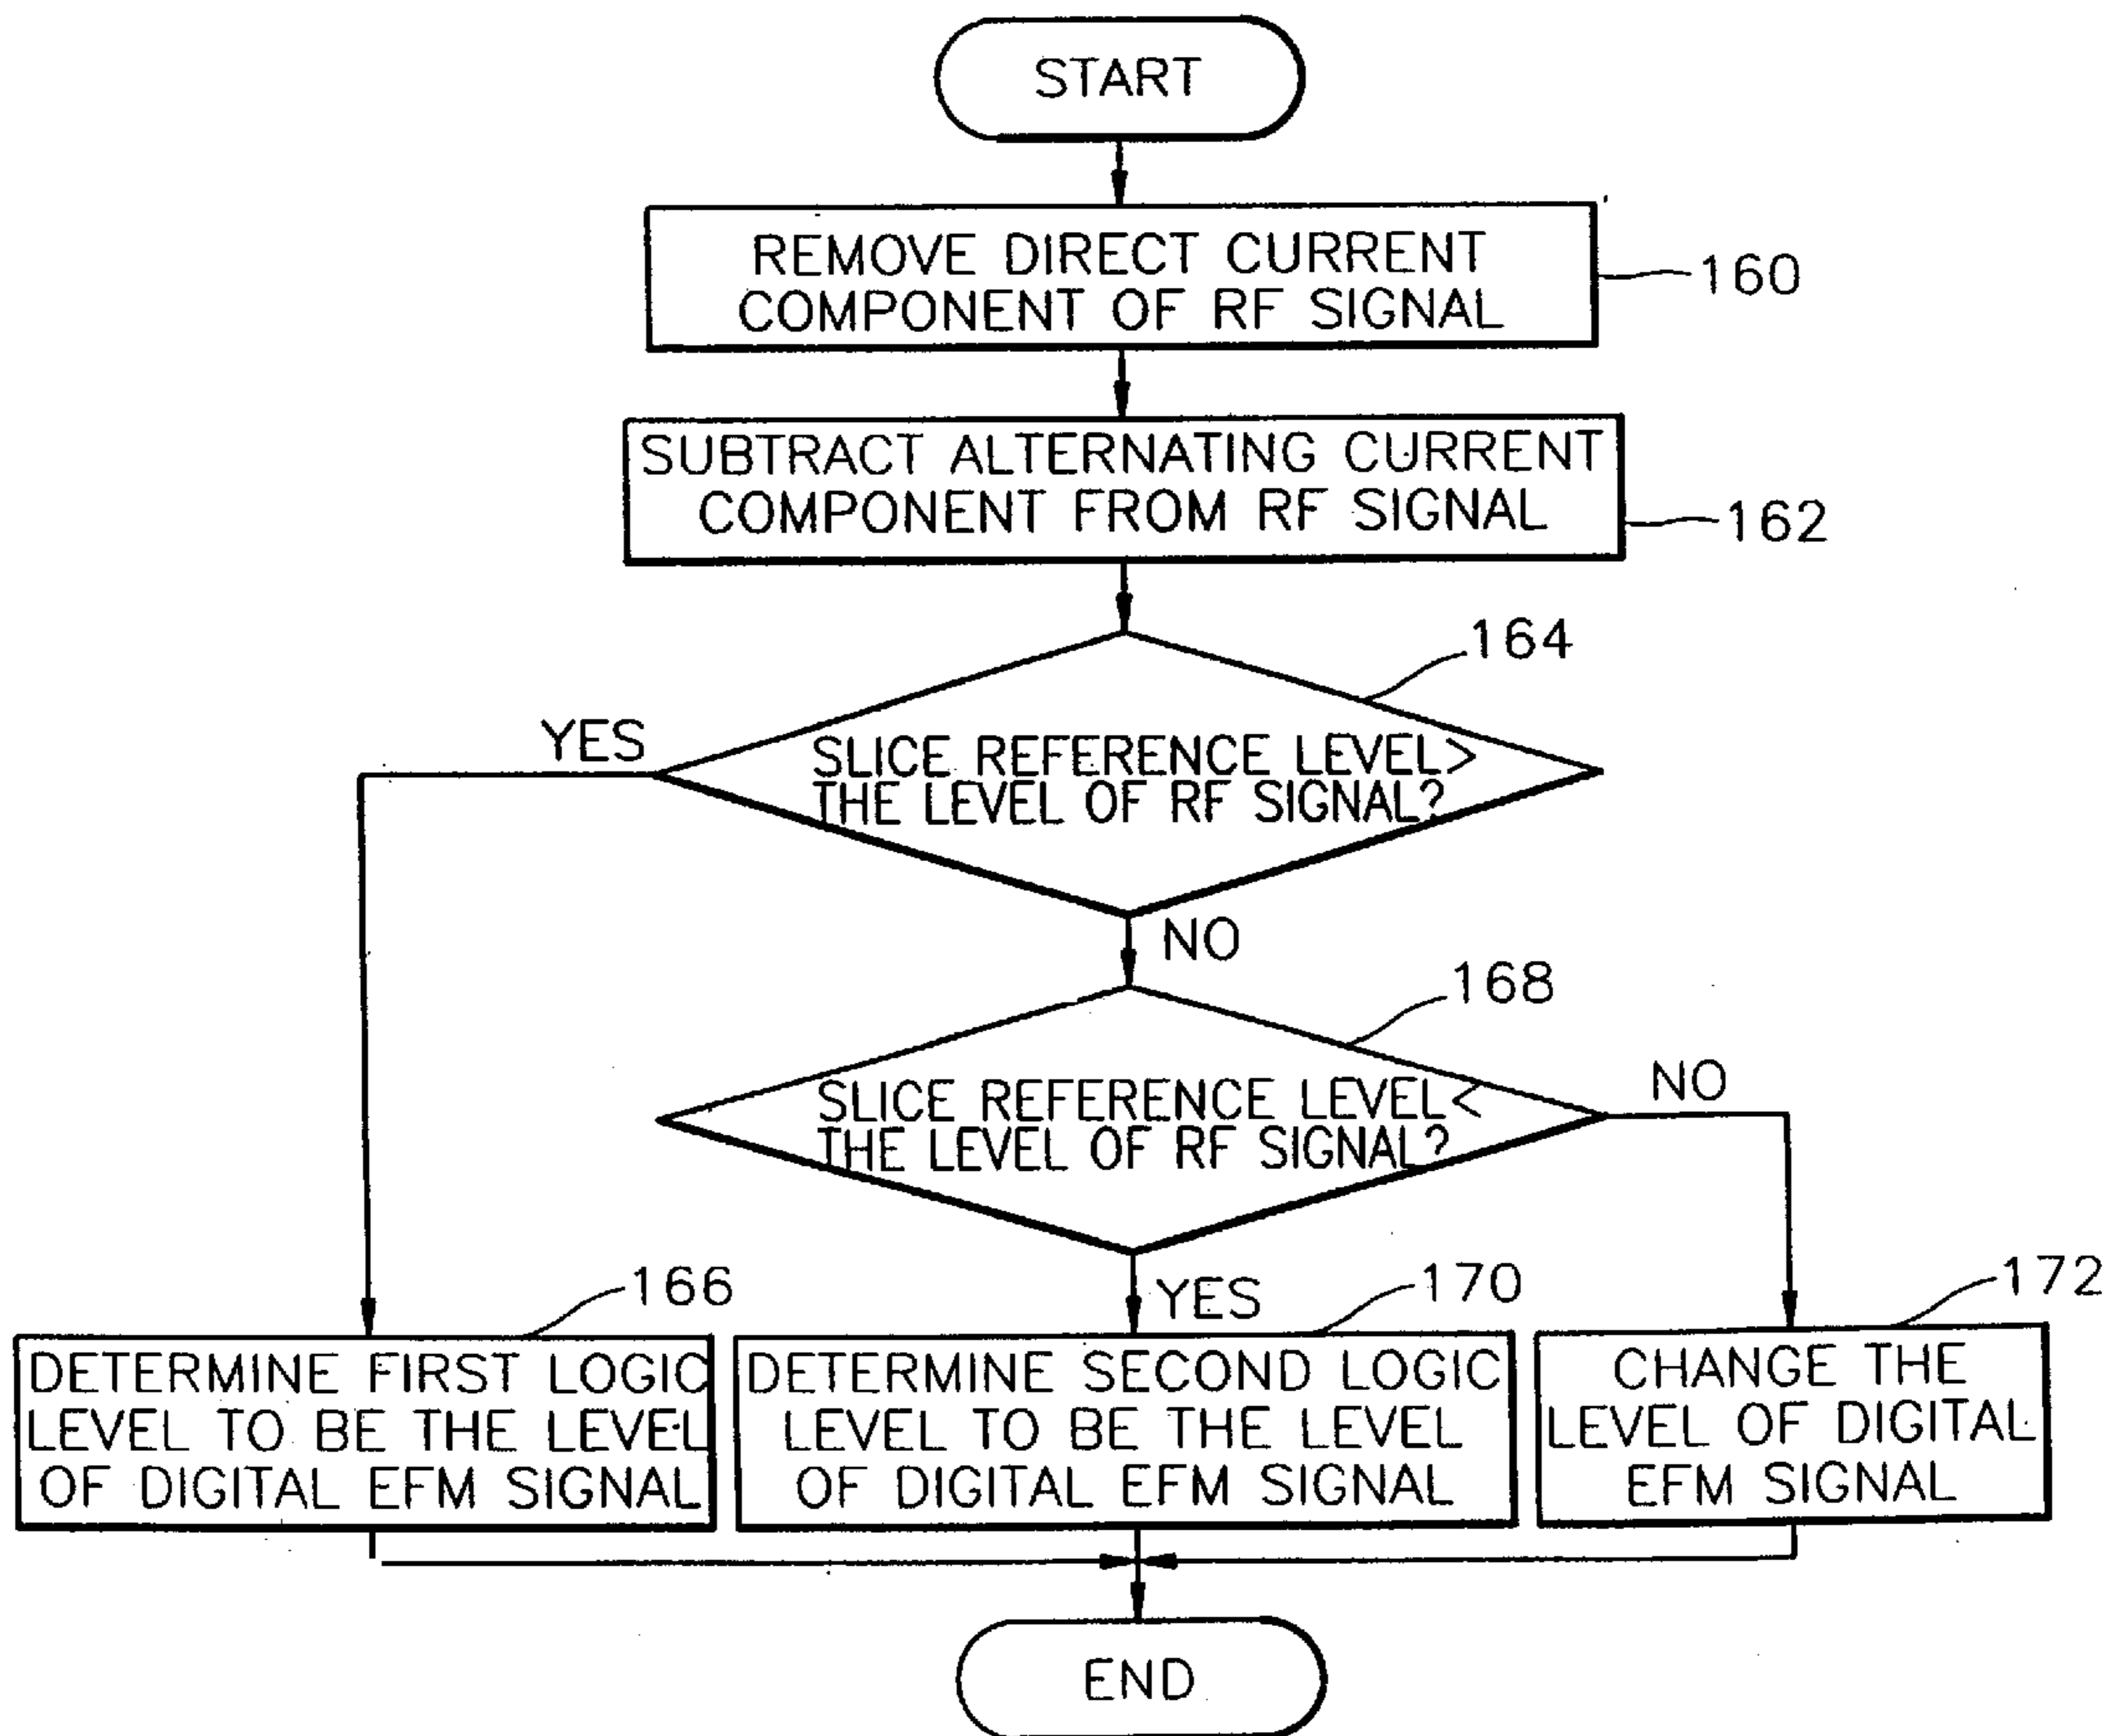 START
REMOVE DIRECT CURRENT
COMPONENT OF RF SIGNAL
160
SUBTRACT ALTERNATING CURRENT
COMPONENT FROM RF SIGNAL
162
164
YES
SLICE REFERENCE LEVEL>
THE LEVEL OF RF SIGNAL?
NO
168
SLICE REFERENCE LEVEL<
THE LEVEL OF RF SIGNAL?
NO
YES
166
DETERMINE FIRST LOGIC
LEVEL TO BE THE LEVEL
OF DIGITAL EFM SIGNAL
170
DETERMINE SECOND LOGIC
LEVEL TO BE THE LEVEL
OF DIGITAL EFM SIGNAL
172
CHANGE THE
LEVEL OF DIGITAL
EFM SIGNAL
END